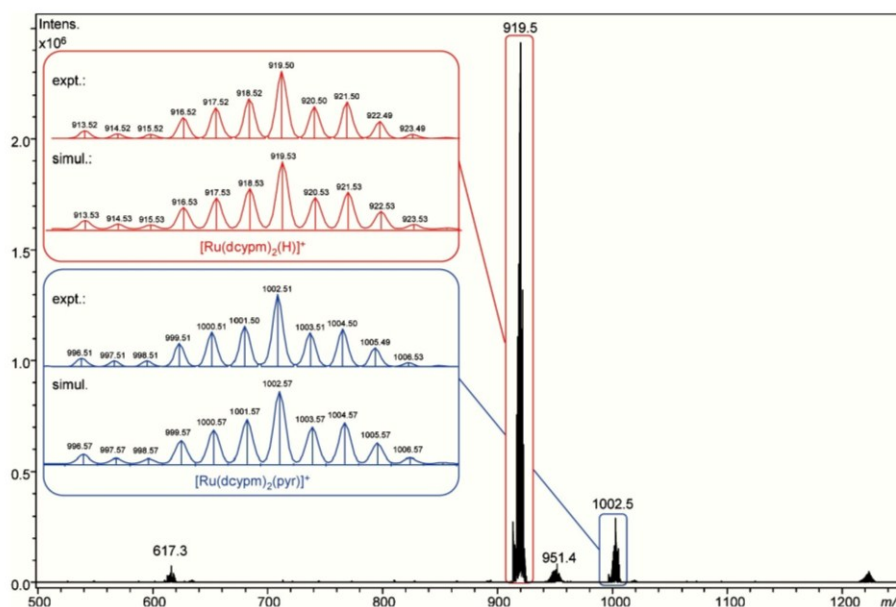 Intens.
x10⁶
919.5
expt.:
913.52 914.52 915.52 916.52 917.52 918.52 919.50 920.50 921.50 922.49 923.49
simul.:
913.53 914.53 915.53 916.53 917.53 918.53 919.53 920.53 921.53 922.53 923.53
[Ru(dcypm)₂(H)]⁺
expt.:
996.51 997.51 998.51 999.51 1000.51 1001.50 1002.51 1003.51 1004.50 1005.49 1006.53
simul.
996.57 997.57 998.57 999.57 1000.57 1001.57 1002.57 1003.57 1004.57 1005.57 1006.57
[Ru(dcypm)₂(pyr)]⁺
2.0
1.5
1.0
0.5
0.0
617.3
951.4
1002.5
500 600 700 800 900 1000 1100 1200